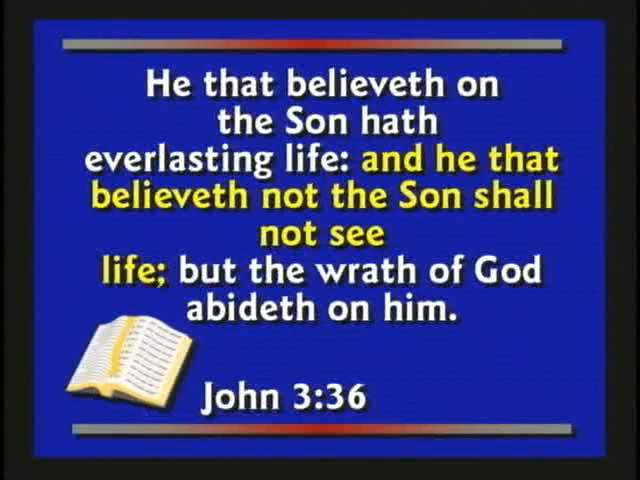 He that believeth on
the Son hath
everlasting life: and he that
believeth not the Son shall
not see
life; but the wrath of God
abideth on him.
John 3:36